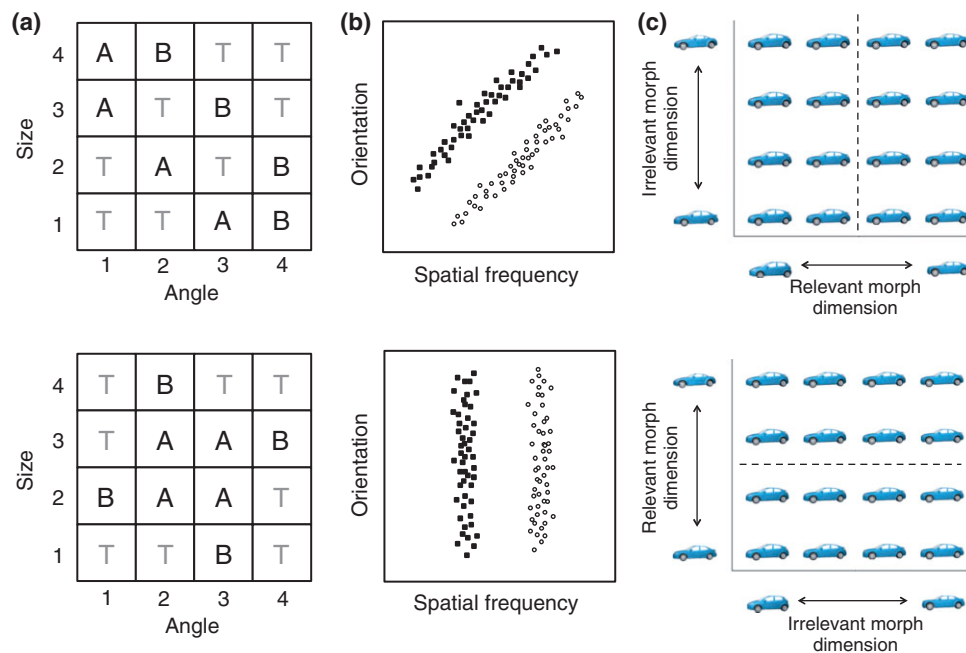 (a)
4 A B T T
3 A T B T
2 T A T B
1 T T A B
Size
1 2 3 4
Angle
(b)
Orientation
Spatial frequency
(c)
Irrelevant morph
dimension
Relevant morph
dimension
4 T B T T
3 T A A B
2 B A A T
1 T T B T
Size
1 2 3 4
Angle
Orientation
Spatial frequency
Relevant morph
dimension
Irrelevant morph
dimension